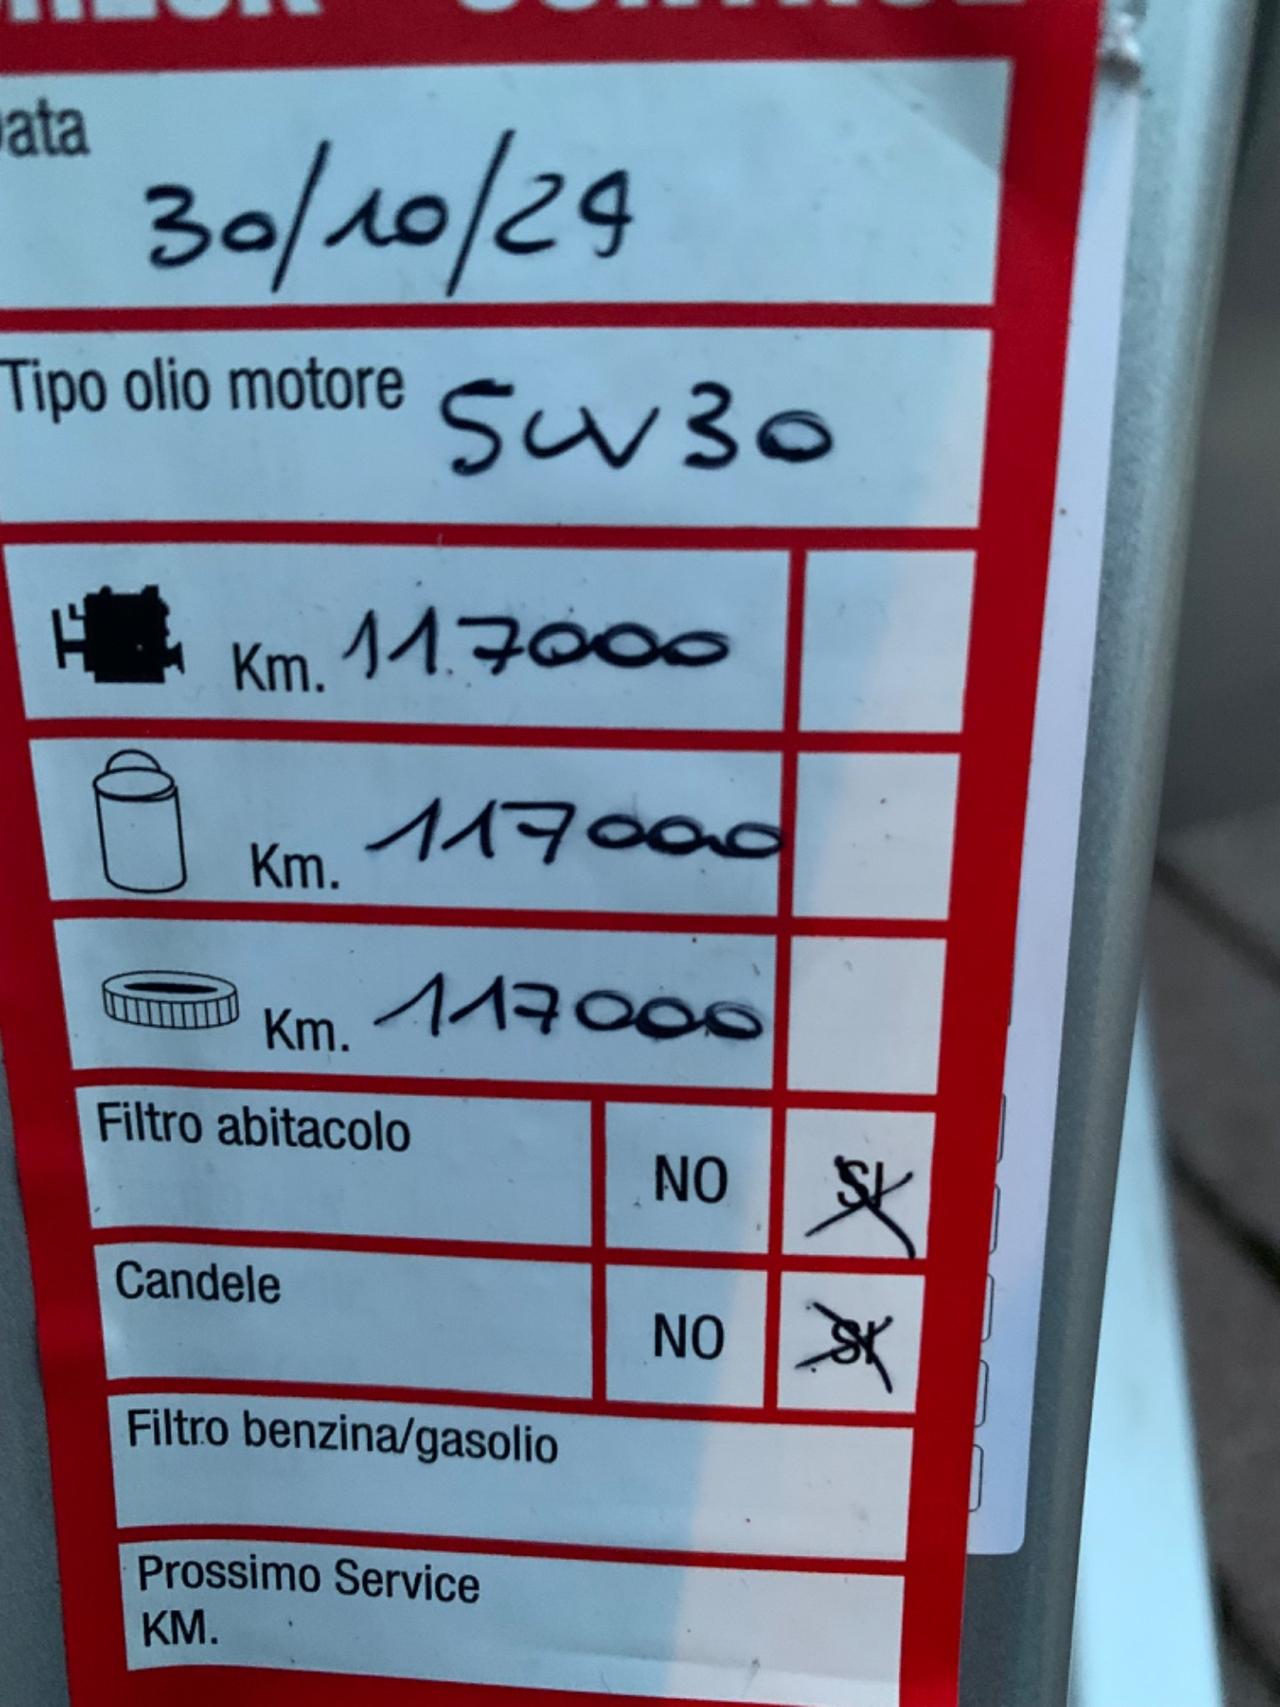 Data
30/10/24
Tipo olio motore 5W30
Km. 117000
Km. 117000
Km. 117000
Filtro abitacolo NO SI
Candele NO SI
Filtro benzina/gasolio
Prossimo Service
KM.